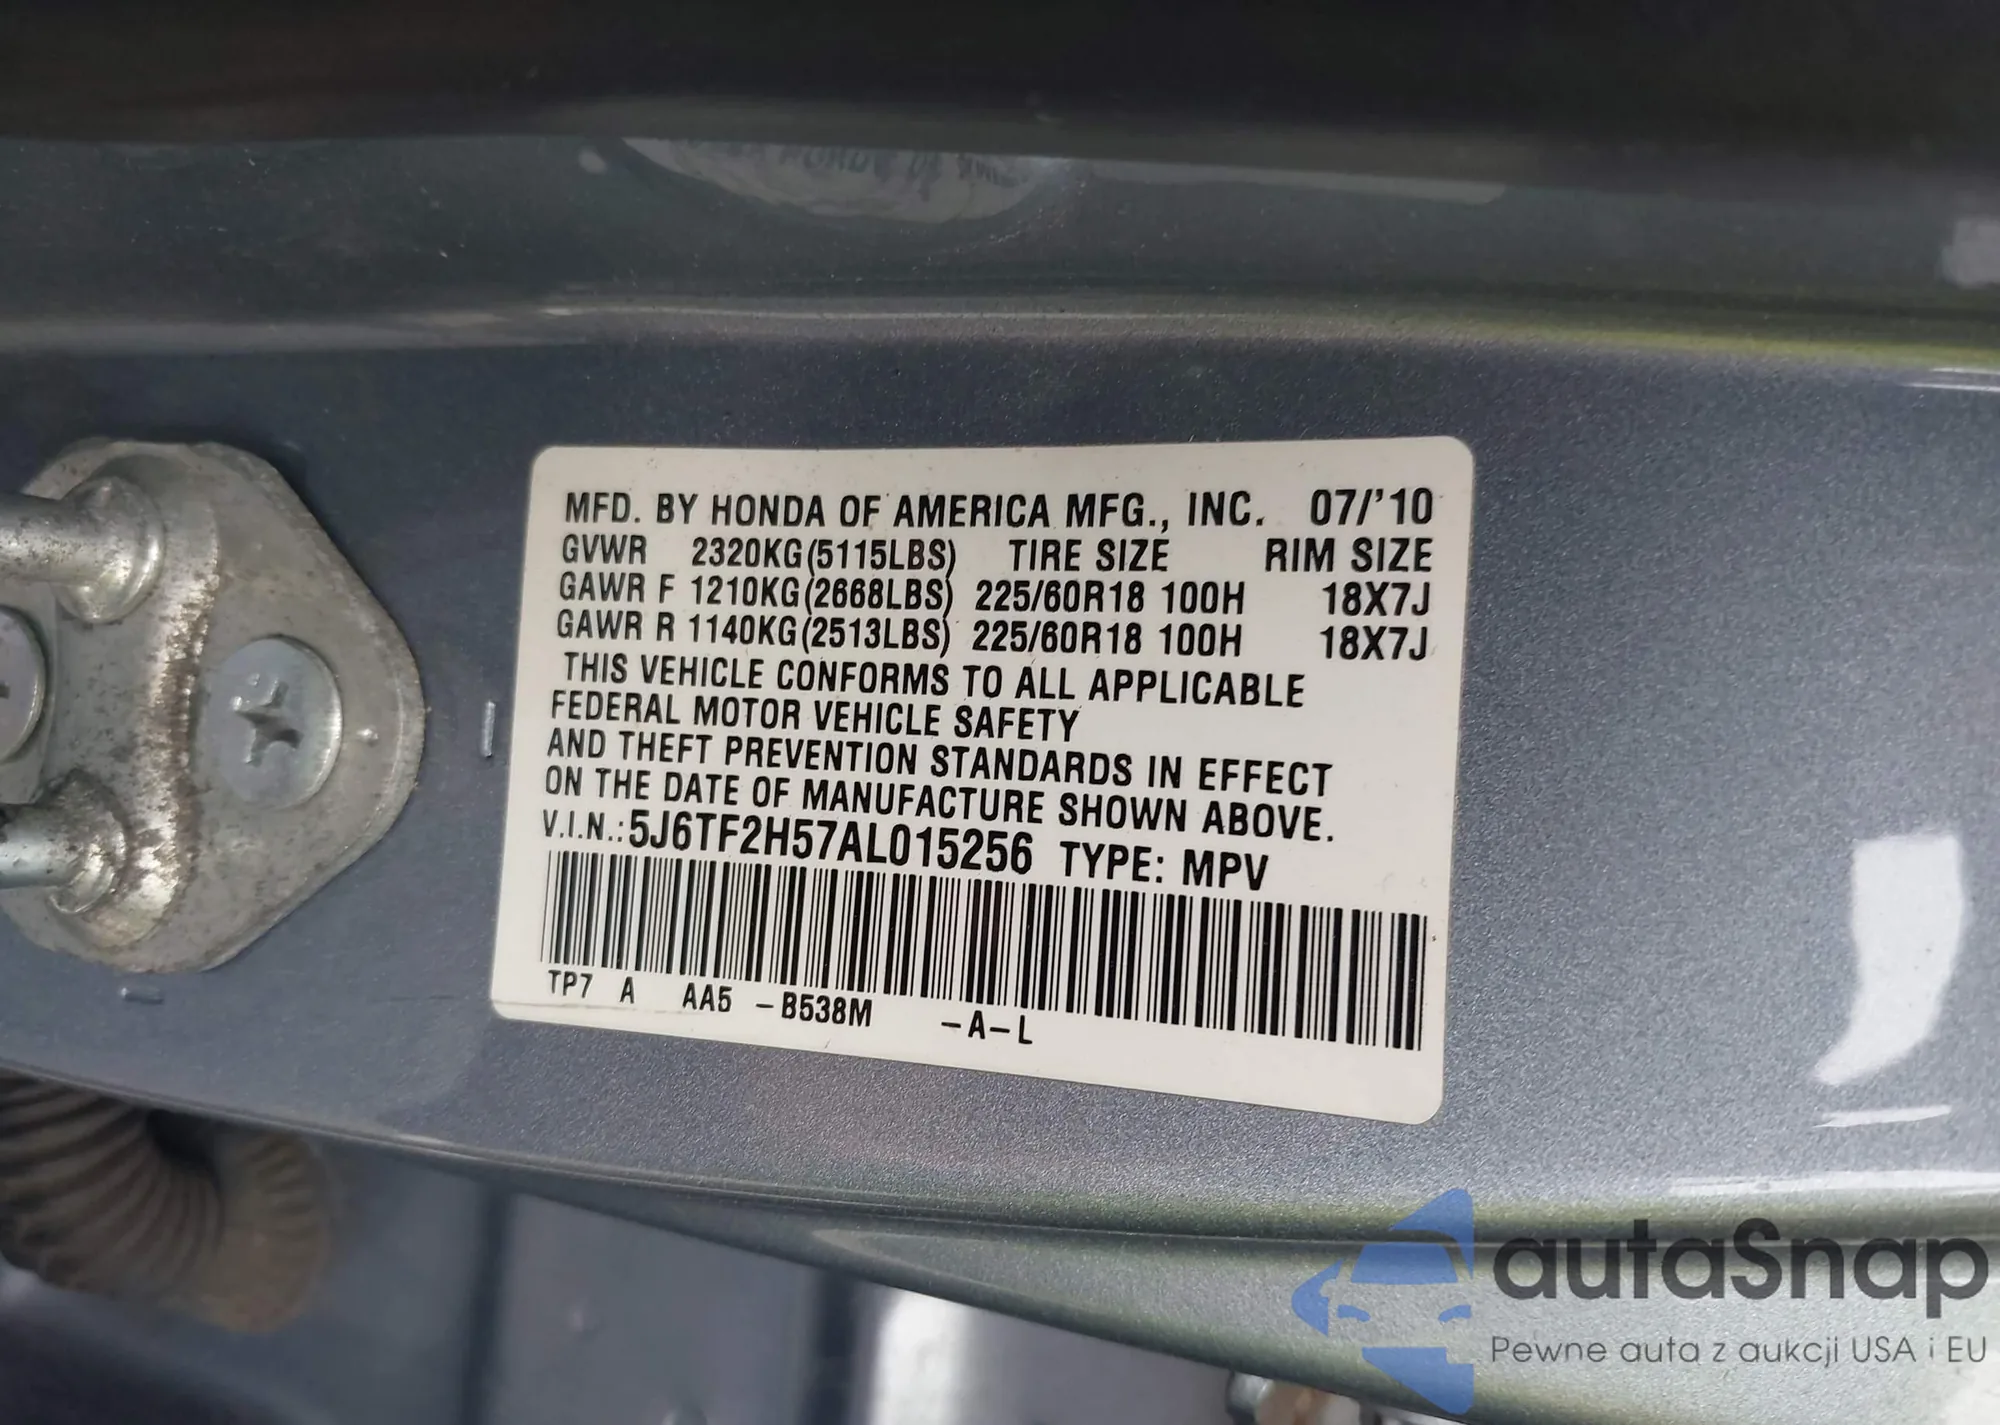 MFD. BY HONDA OF AMERICA MFG., INC. 07/'10
GVWR 2320KG(5115LBS) TIRE SIZE RIM SIZE
GAWR F 1210KG(2668LBS) 225/60R18 100H 18X7J
GAWR R 1140KG(2513LBS) 225/60R18 100H 18X7J
THIS VEHICLE CONFORMS TO ALL APPLICABLE
FEDERAL MOTOR VEHICLE SAFETY
AND THEFT PREVENTION STANDARDS IN EFFECT
ON THE DATE OF MANUFACTURE SHOWN ABOVE.
V.I.N.:5J6TF2H57AL015256 TYPE: MPV
TP7 A AA5 -B538M -A-L
autaSnap
Pewne auta z aukcji USA i EU